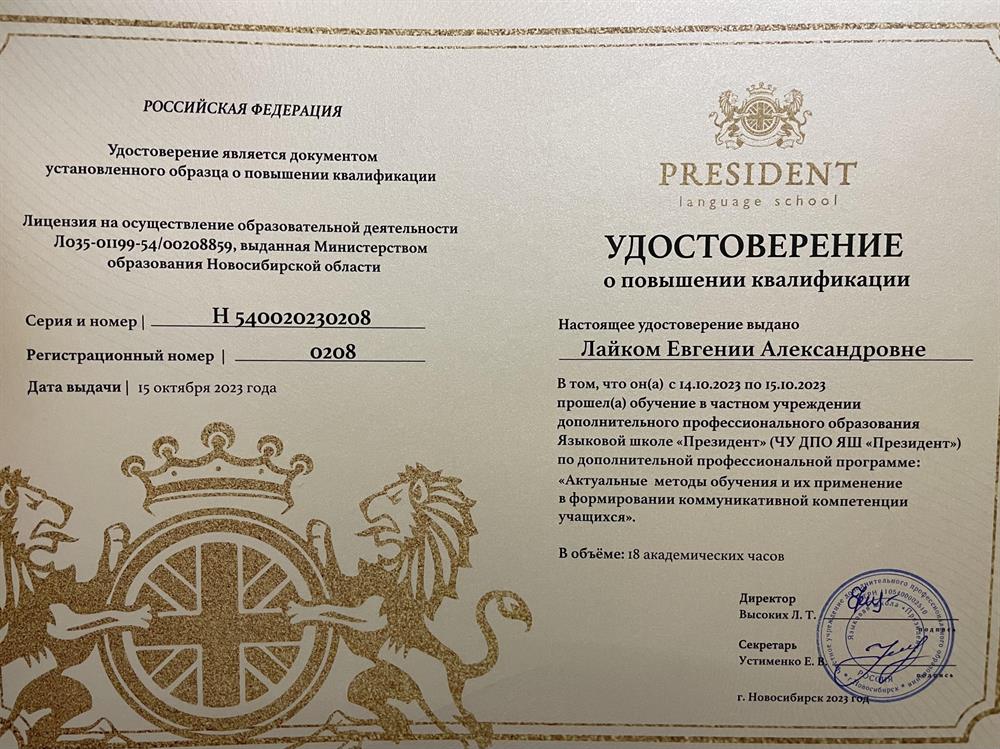 РОССИЙСКАЯ ФЕДЕРАЦИЯ
Удостоверение является документом
установленного образца о повышении квалификации
Лицензия на осуществление образовательной деятельности
Л035-01199-54/00208859, выданная Министерством
образования Новосибирской области
Серия и номер | Н 540020230208
Регистрационный номер | 0208
Дата выдачи | 15 октября 2023 года
PRESIDENT
language school
УДОСТОВЕРЕНИЕ
о повышении квалификации
Настоящее удостоверение выдано
Лайком Евгении Александровне
В том, что он(а) с 14.10.2023 по 15.10.2023
прошел(а) обучение в частном учреждении
дополнительного профессионального образования
Языковой школе «Президент» (ЧУ ДПО ЯШ «Президент»)
по дополнительной профессиональной программе:
«Актуальные методы обучения и их применение
в формировании коммуникативной компетенции
учащихся».
В объёме: 18 академических часов
Директор
Высоких Л. Т.
подпись
Секретарь
Устименко Е. В.
подпись
г. Новосибирск 2023 год